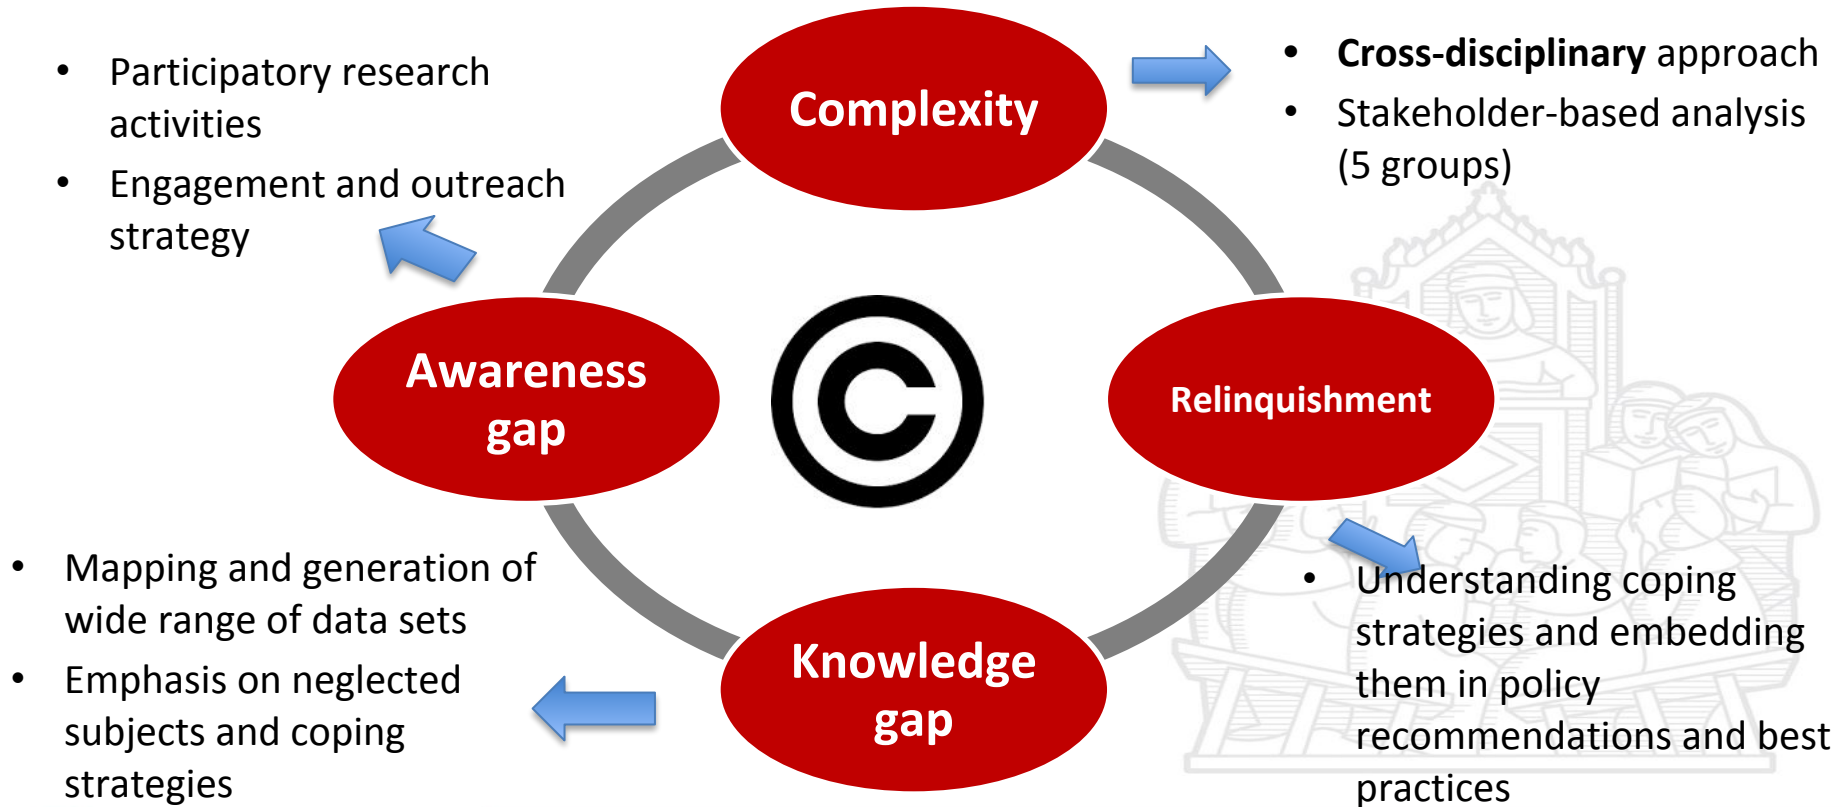 • Participatory research
activities
• Engagement and outreach
strategy
Complexity
• Cross-disciplinary approach
• Stakeholder-based analysis
(5 groups)
Awareness
gap
©
Relinquishment
• Mapping and generation of
wide range of data sets
• Emphasis on neglected
subjects and coping
strategies
Knowledge
gap
• Understanding coping
strategies and embedding
them in policy
recommendations and best
practices